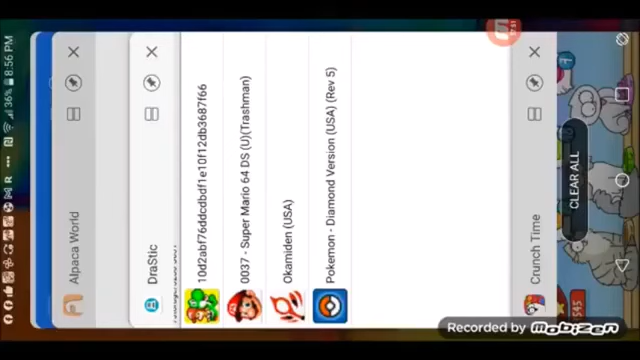 8:56 PM
36%
Alpaca World
DraStic
10d2abf76ddcdbdf1e10f12db3687f66
0037 - Super Mario 64 DS (U)(Trashman)
Okamiden (USA)
Pokemon - Diamond Version (USA) (Rev 5)
Crunch Time
CLEAR ALL
Recorded by mobizen